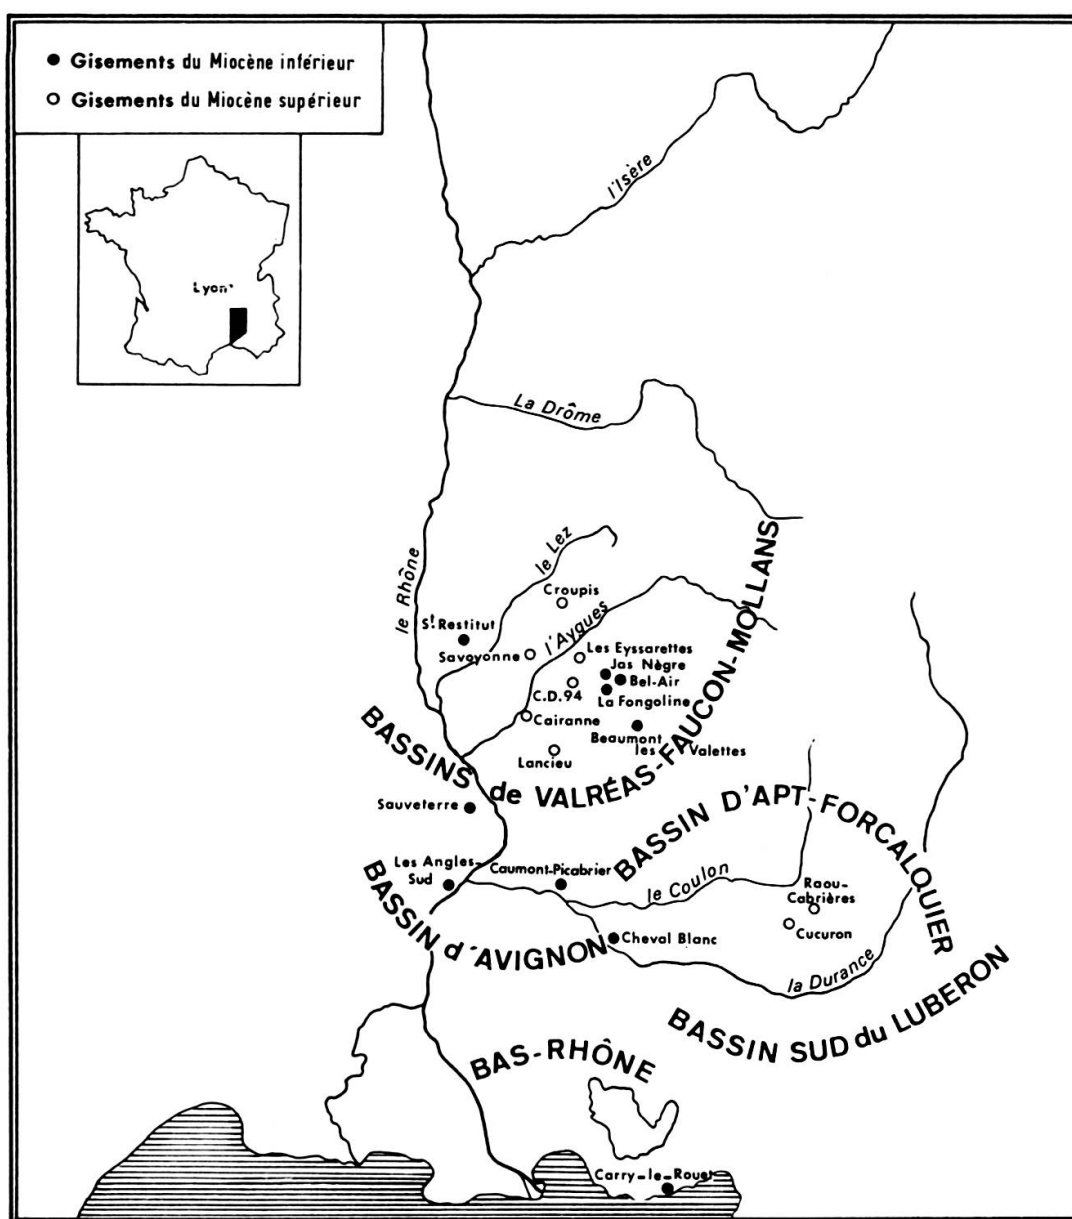 Gisements du Miocène inférieur
Gisements du Miocène supérieur
Lyon
l'Isère
La Drôme
le Rhône
le Lez
Croupis
St Restitut
l'Aygues
Savoyonne
Les Eyssarettes
Jas Nègre
Bel-Air
C.D. 94
La Fongoline
Cairanne
Beaumont
les Valettes
Lancieu
BASSINS de VALRÉAS-FAUCON-MOLLANS
Sauveterre
BASSIN D'APT-FORCALQUIER
Les Angles-
Sud
Caumont-Picabrier
le Coulon
Raou-
Cabrières
Cucuron
BASSIN d'AVIGNON
Cheval Blanc
la Durance
BASSIN SUD du LUBERON
BAS-RHÔNE
Carry-le-Rouet